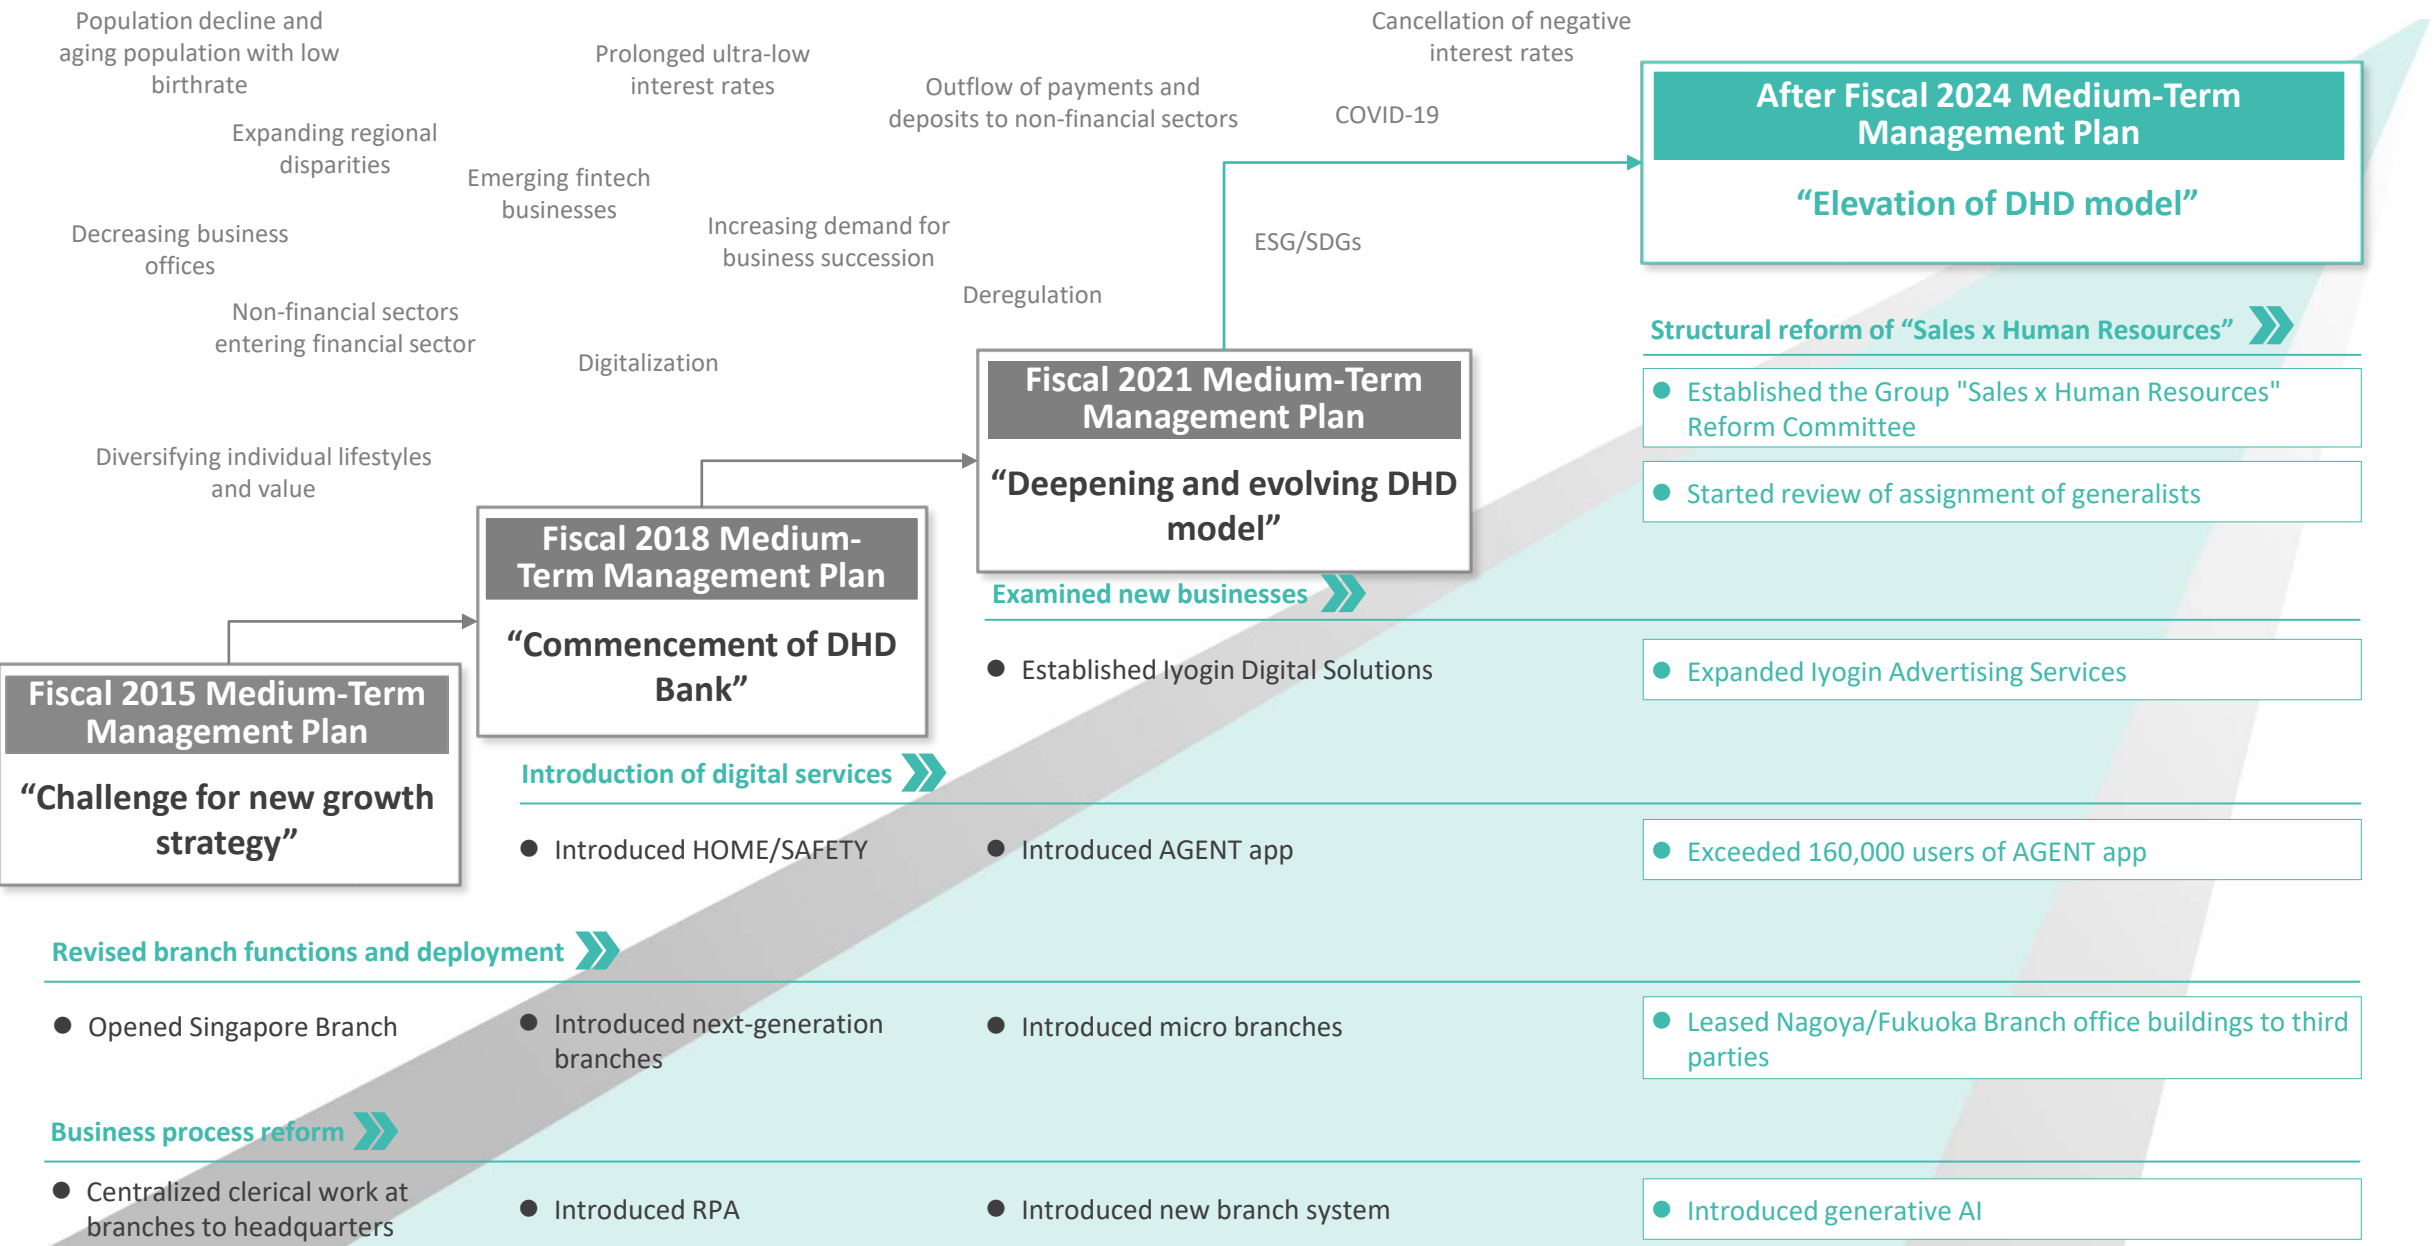 Population decline and
aging population with low
birthrate
Prolonged ultra-low
interest rates
Cancellation of negative
interest rates
Outflow of payments and
deposits to non-financial sectors
COVID-19
Expanding regional
disparities
Emerging fintech
businesses
Increasing demand for
business succession
Decreasing business
offices
ESG/SDGs
Deregulation
Non-financial sectors
entering financial sector
Digitalization
Diversifying individual lifestyles
and value
Fiscal 2015 Medium-Term
Management Plan
“Challenge for new growth
strategy”
Fiscal 2018 Medium-
Term Management Plan
“Commencement of DHD
Bank”
Fiscal 2021 Medium-Term
Management Plan
“Deepening and evolving DHD
model”
After Fiscal 2024 Medium-Term
Management Plan
“Elevation of DHD model”
Structural reform of “Sales x Human Resources”
● Established the Group "Sales x Human Resources"
Reform Committee
● Started review of assignment of generalists
Examined new businesses
● Established Iyogin Digital Solutions
● Expanded Iyogin Advertising Services
Introduction of digital services
● Introduced HOME/SAFETY
● Introduced AGENT app
● Exceeded 160,000 users of AGENT app
Revised branch functions and deployment
● Opened Singapore Branch
● Introduced next-generation
branches
● Introduced micro branches
● Leased Nagoya/Fukuoka Branch office buildings to third
parties
Business process reform
● Centralized clerical work at
branches to headquarters
● Introduced RPA
● Introduced new branch system
● Introduced generative AI